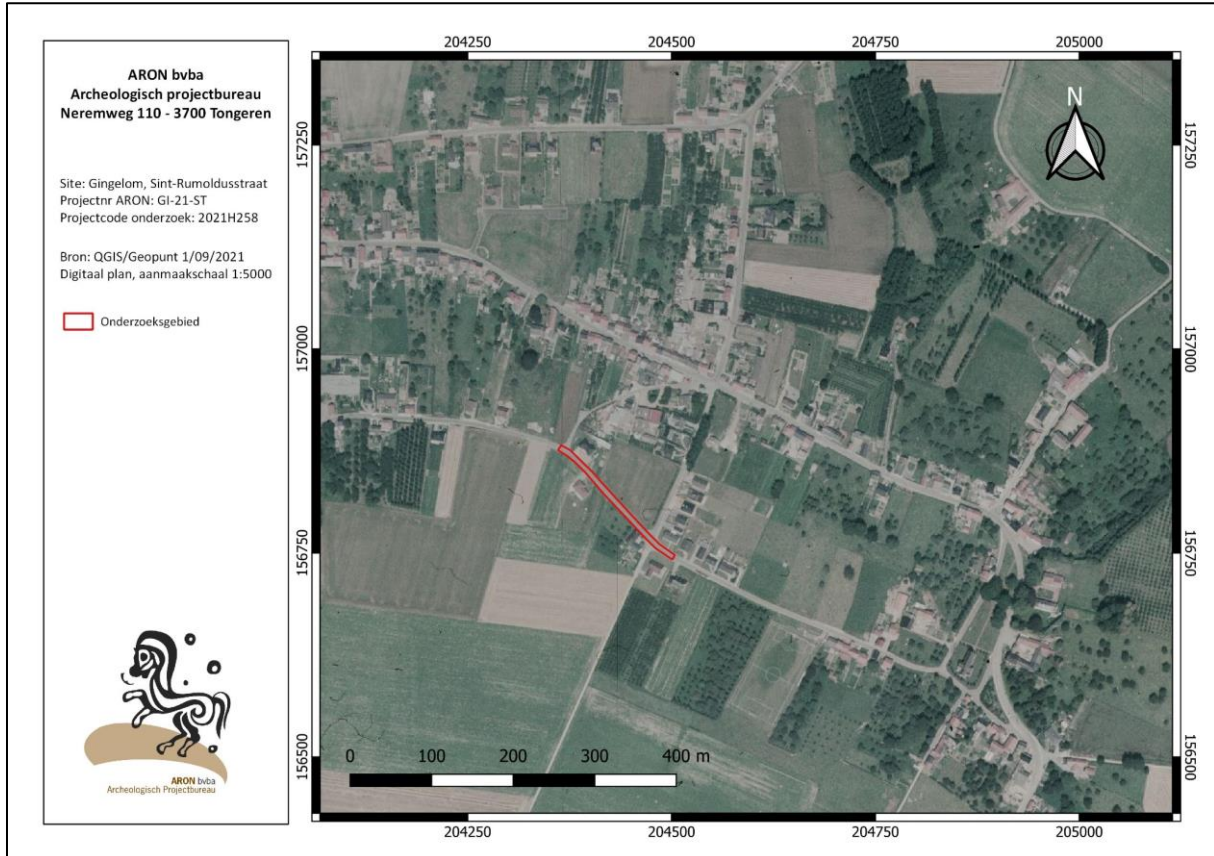 ARON bvba
Archeologisch projectbureau
Neremweg 110 - 3700 Tongeren
Site: Gingelom, Sint-Rumoldusstraat
Projectnr ARON: GI-21-ST
Projectcode onderzoek: 2021H258
Bron: QGIS/Geopunt 1/09/2021
Digitaal plan, aanmaakschaal 1:5000
Onderzoeksgebied
ARON bvba
Archeologisch Projectbureau
204250 204500 204750 205000
N
157250 157250
157000 157000
156750 156750
156500 156500
0 100 200 300 400 m
204250 204500 204750 205000